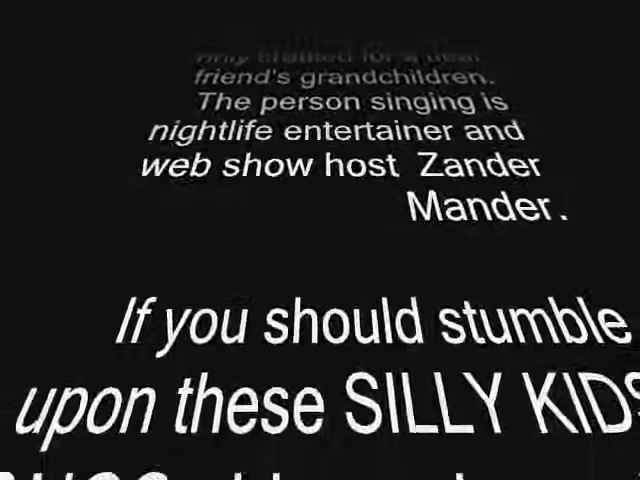 friend's grandchildren.
The person singing is
nightlife entertainer and
web show host Zander
Mander.
If you should stumble
upon these SILLY KIDS